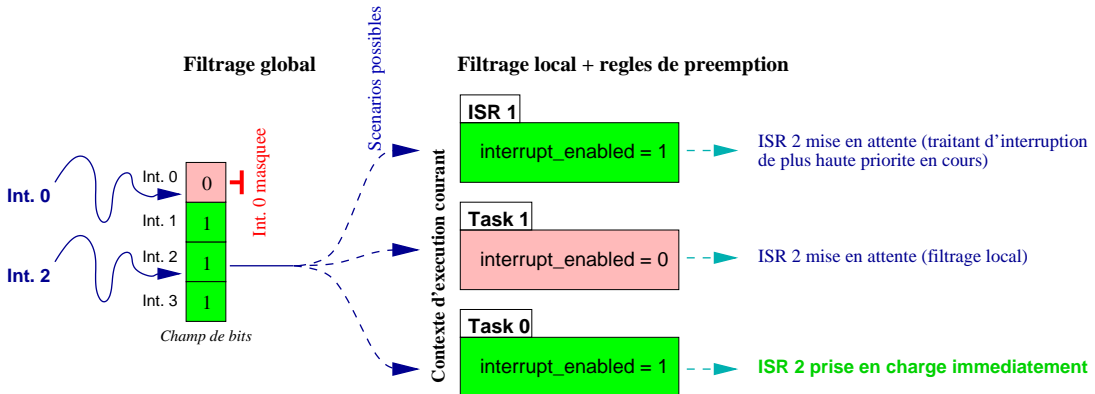 Filtrage global
Scenarios possibles
Filtrage local + regles de preemption
Int. 0
Int. 2
Int. 0
Int. 1
Int. 2
Int. 3
0
1
1
1
Int. 0 masquee
Champ de bits
Contexte d'execution courant
ISR 1
interrupt_enabled = 1
ISR 2 mise en attente (traitant d'interruption
de plus haute priorite en cours)
Task 1
interrupt_enabled = 0
ISR 2 mise en attente (filtrage local)
Task 0
interrupt_enabled = 1
ISR 2 prise en charge immediatement